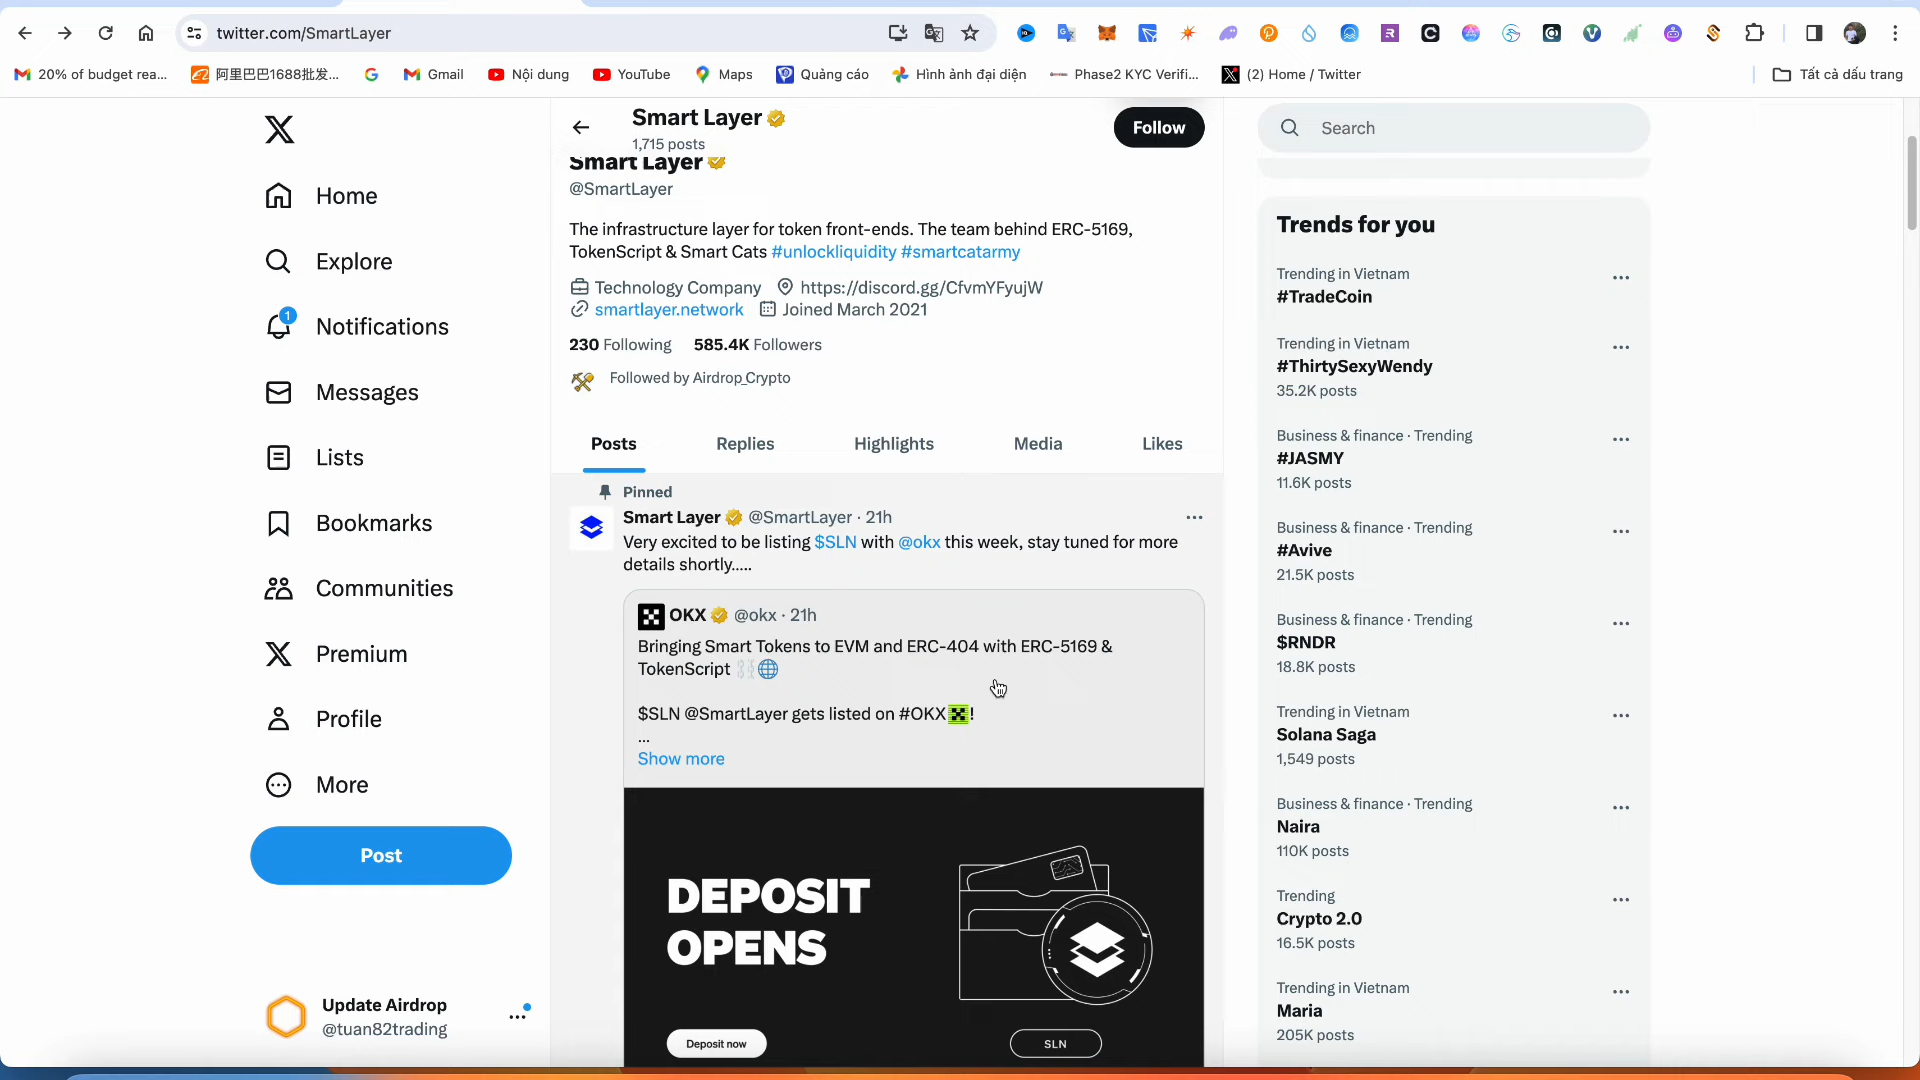 twitter.com/SmartLayer
20% of budget rea...
阿里巴巴1688批发...
Gmail
Nội dung
YouTube
Maps
Quảng cáo
Hình ảnh đại diện
Phase2 KYC Verifi...
(2) Home / Twitter
Tất cả dấu trang
Home
Explore
1
Notifications
Messages
Lists
Bookmarks
Communities
Premium
Profile
More
Post
Update Airdrop
@tuan82trading
Smart Layer
1,715 posts
Follow
Smart Layer
@SmartLayer
The infrastructure layer for token front-ends. The team behind ERC-5169,
TokenScript & Smart Cats #unlockliquidity #smartcatarmy
Technology Company https://discord.gg/CfvmYFyujW
smartlayer.network Joined March 2021
230 Following 585.4K Followers
Followed by Airdrop_Crypto
Posts Replies Highlights Media Likes
Pinned
Smart Layer @SmartLayer · 21h
Very excited to be listing $SLN with @okx this week, stay tuned for more
details shortly.....
OKX @okx · 21h
Bringing Smart Tokens to EVM and ERC-404 with ERC-5169 &
TokenScript
$SLN @SmartLayer gets listed on #OKX !
...
Show more
DEPOSIT
OPENS
Deposit now
SLN
Search
Trends for you
Trending in Vietnam
#TradeCoin
Trending in Vietnam
#ThirtySexyWendy
35.2K posts
Business & finance · Trending
#JASMY
11.6K posts
Business & finance · Trending
#Avive
21.5K posts
Business & finance · Trending
$RNDR
18.8K posts
Trending in Vietnam
Solana Saga
1,549 posts
Business & finance · Trending
Naira
110K posts
Trending
Crypto 2.0
16.5K posts
Trending in Vietnam
Maria
205K posts